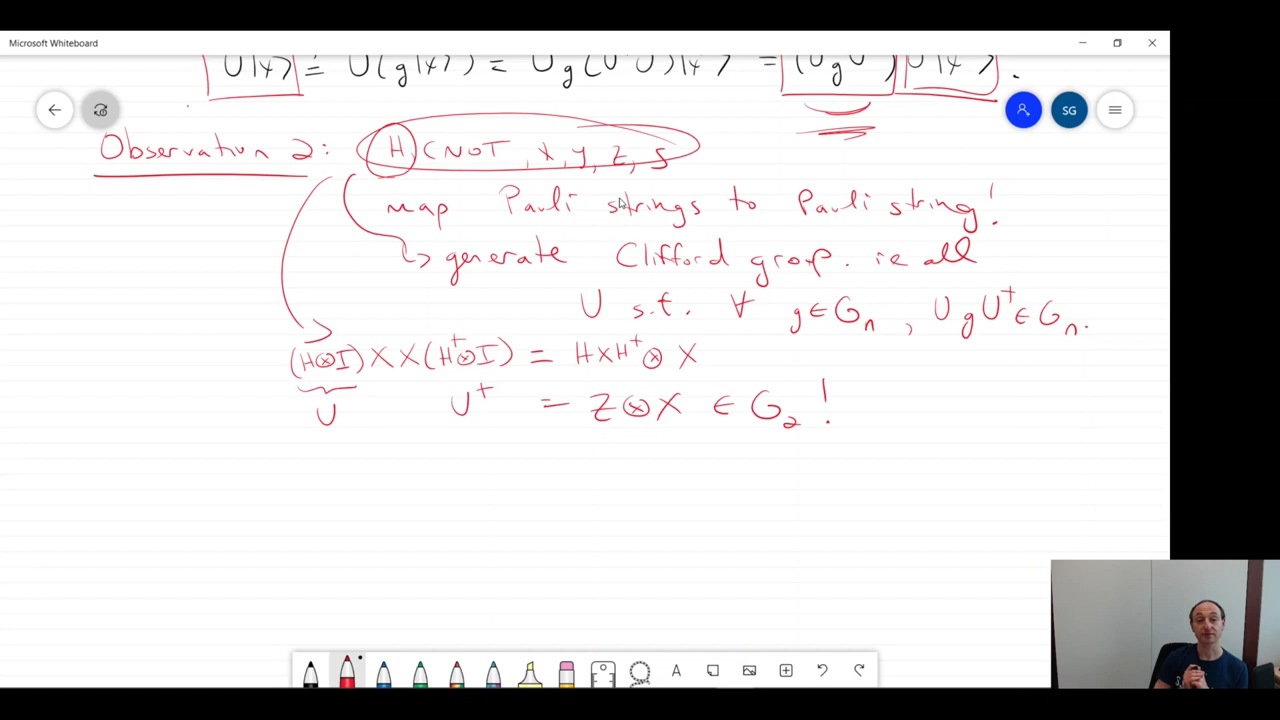 Microsoft Whiteboard
U|ψ⟩ = U(g|ψ⟩) = Ug(U†U)|ψ⟩ = (UgU†)U|ψ⟩.
SG
Observation 2: H, CNOT, X, Y, Z, S
map Pauli strings to Pauli string!
↳ generate Clifford group. ie all
U s.t. ∀ g∈Gₙ, UgU†∈Gₙ.
(H⊗I)XX(H†⊗I) = HXH†⊗X
U U† = Z⊗X ∈ G₂!
A